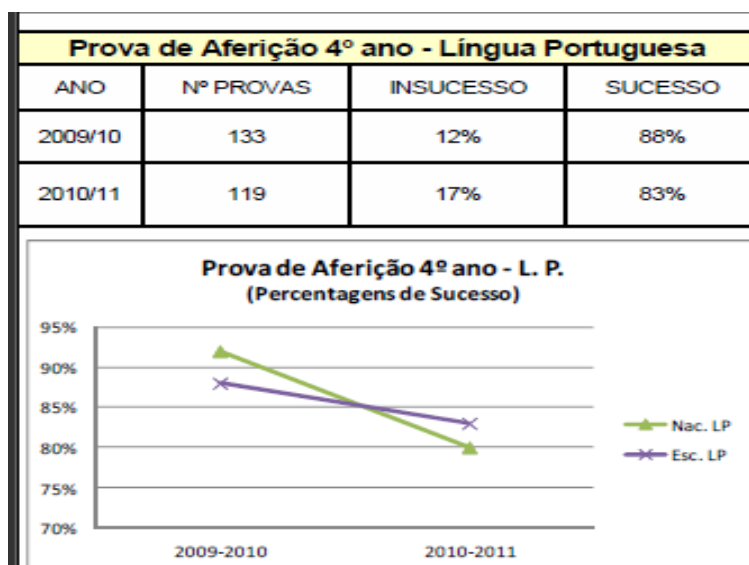 Prova de Aferição 4º ano - Língua Portuguesa
ANO Nº PROVAS INSUCESSO SUCESSO
2009/10 133 12% 88%
2010/11 119 17% 83%
Prova de Aferição 4º ano - L. P.
(Percentagens de Sucesso)
95%
90%
85%
80%
75%
70%
Nac. LP
Esc. LP
2009-2010 2010-2011